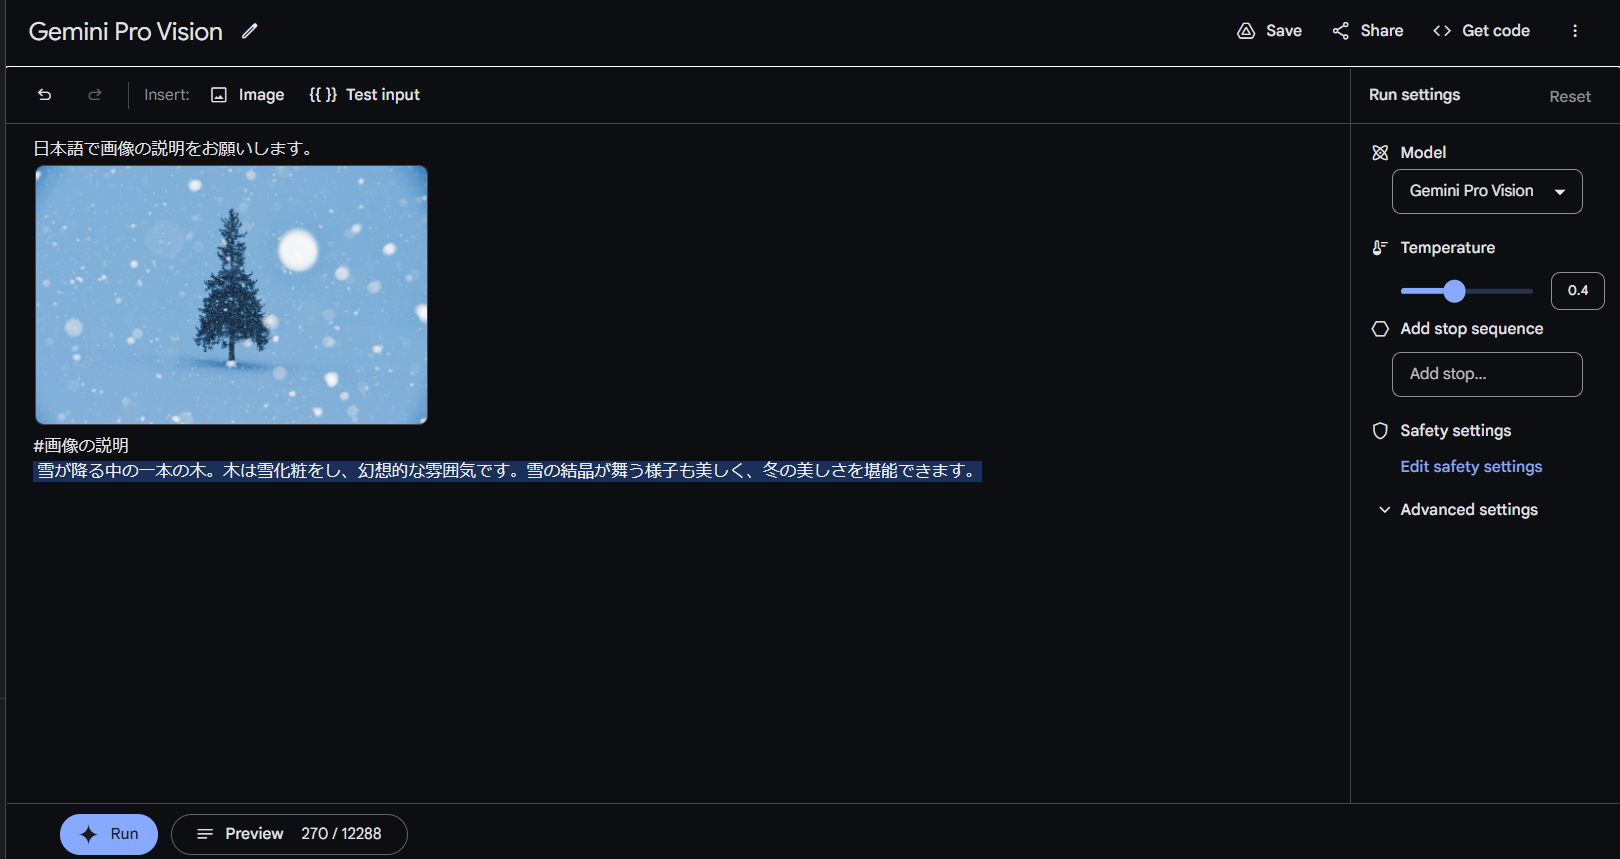 Gemini Pro Vision
Save
Share
Get code
Insert:
Image
{{ }} Test input
Run settings
Reset
日本語で画像の説明をお願いします。
#画像の説明
雪が降る中の一本の木。木は雪化粧をし、幻想的な雰囲気です。雪の結晶が舞う様子も美しく、冬の美しさを堪能できます。
Model
Gemini Pro Vision
Temperature
0.4
Add stop sequence
Add stop...
Safety settings
Edit safety settings
Advanced settings
Run
Preview 270 / 12288